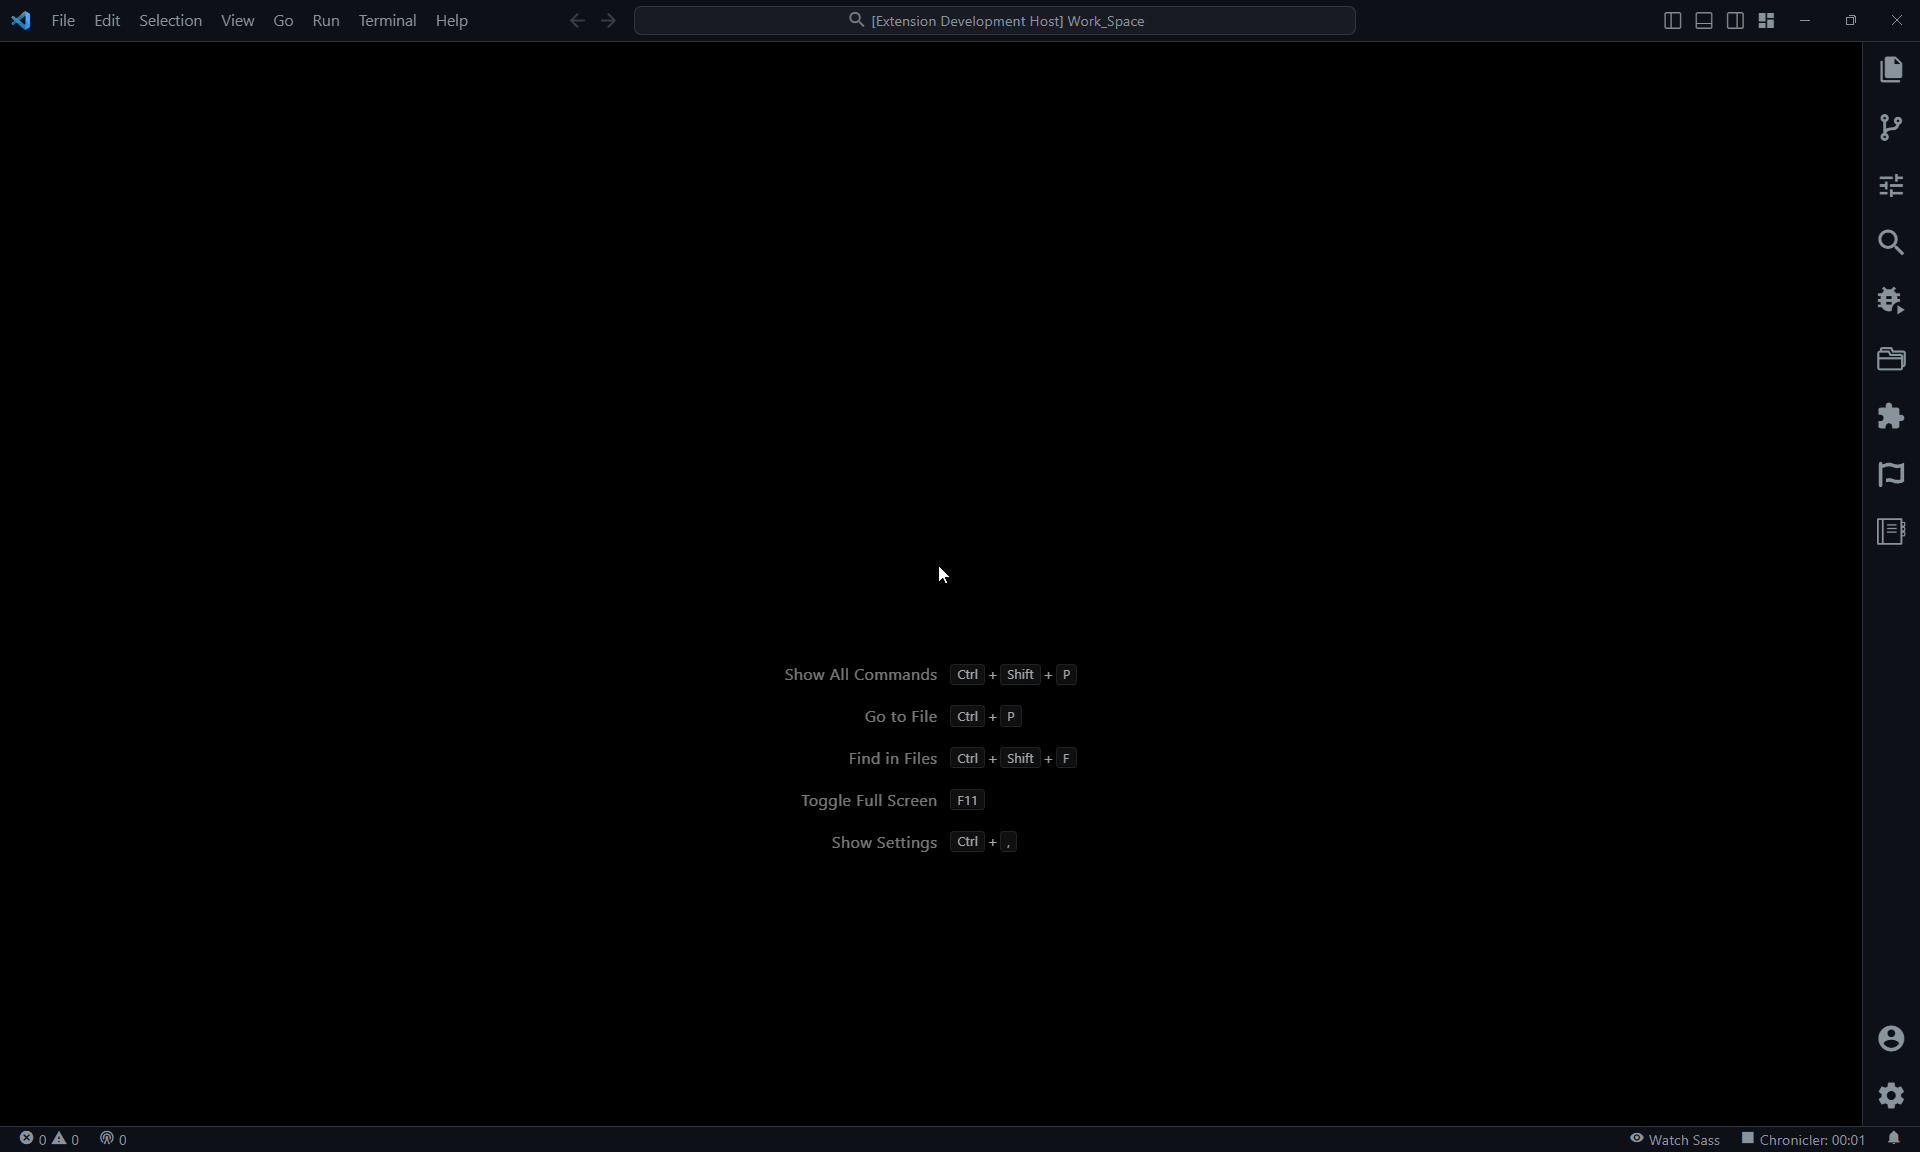 File Edit Selection View Go Run Terminal Help [Extension Development Host] Work_Space
Show All Commands Ctrl + Shift + P
Go to File Ctrl + P
Find in Files Ctrl + Shift + F
Toggle Full Screen F11
Show Settings Ctrl + ,
0 0 0 Watch Sass Chronicler: 00:01